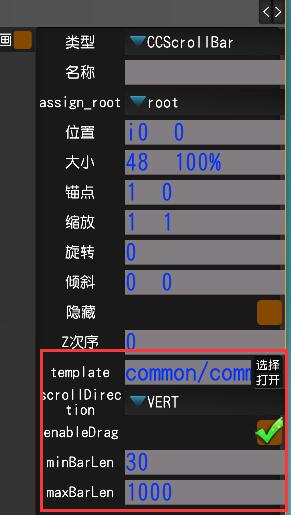 <>
画
类型 CCScrollBar
名称
assign_root root
位置 i0 0
大小 48 100%
锚点 1 0
缩放 1 1
旋转 0
倾斜 0 0
隐藏
Z次序 0
template common/comm 选择
打开
scrollDirec
tion VERT
enableDrag
minBarLen 30
maxBarLen 1000